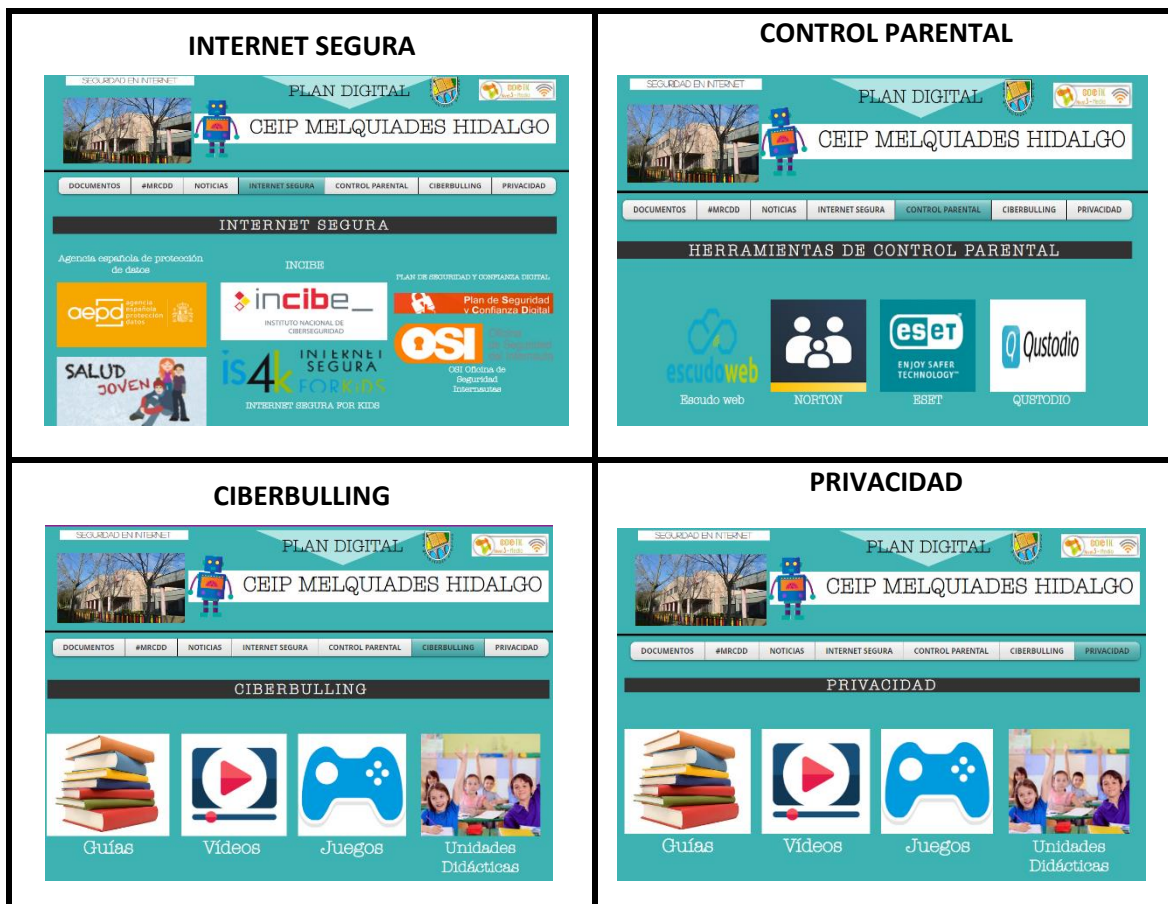 INTERNET SEGURA
SEGURIDAD EN INTERNET
PLAN DIGITAL
CEIP MELQUIADES HIDALGO
DOCUMENTOS #MRCDD NOTICIAS INTERNET SEGURA CONTROL PARENTAL CIBERBULLING PRIVACIDAD
INTERNET SEGURA
Agencia española de protección
de datos
aepd
agencia
española
protección
datos
SALUD
JOVEN
INCIBE
incibe_
INSTITUTO NACIONAL DE
CIBERSEGURIDAD
is4k
INTERNET
SEGURA
FOR KiDS
INTERNET SEGURA FOR KIDS
PLAN DE SEGURIDAD Y CONFIANZA DIGITAL
Plan de Seguridad
y Confianza Digital
OSI
Oficina
de Seguridad
del Internauta
OSI Oficina de
Seguridad
Internautas
CONTROL PARENTAL
SEGURIDAD EN INTERNET
PLAN DIGITAL
CEIP MELQUIADES HIDALGO
DOCUMENTOS #MRCDD NOTICIAS INTERNET SEGURA CONTROL PARENTAL CIBERBULLING PRIVACIDAD
HERRAMIENTAS DE CONTROL PARENTAL
escudoweb
Escudo web
NORTON
eseT
ENJOY SAFER
TECHNOLOGY™
ESET
Qustodio
QUSTODIO
CIBERBULLING
SEGURIDAD EN INTERNET
PLAN DIGITAL
CEIP MELQUIADES HIDALGO
DOCUMENTOS #MRCDD NOTICIAS INTERNET SEGURA CONTROL PARENTAL CIBERBULLING PRIVACIDAD
CIBERBULLING
Guías
Vídeos
Juegos
Unidades
Didácticas
PRIVACIDAD
SEGURIDAD EN INTERNET
PLAN DIGITAL
CEIP MELQUIADES HIDALGO
DOCUMENTOS #MRCDD NOTICIAS INTERNET SEGURA CONTROL PARENTAL CIBERBULLING PRIVACIDAD
PRIVACIDAD
Guías
Vídeos
Juegos
Unidades
Didácticas